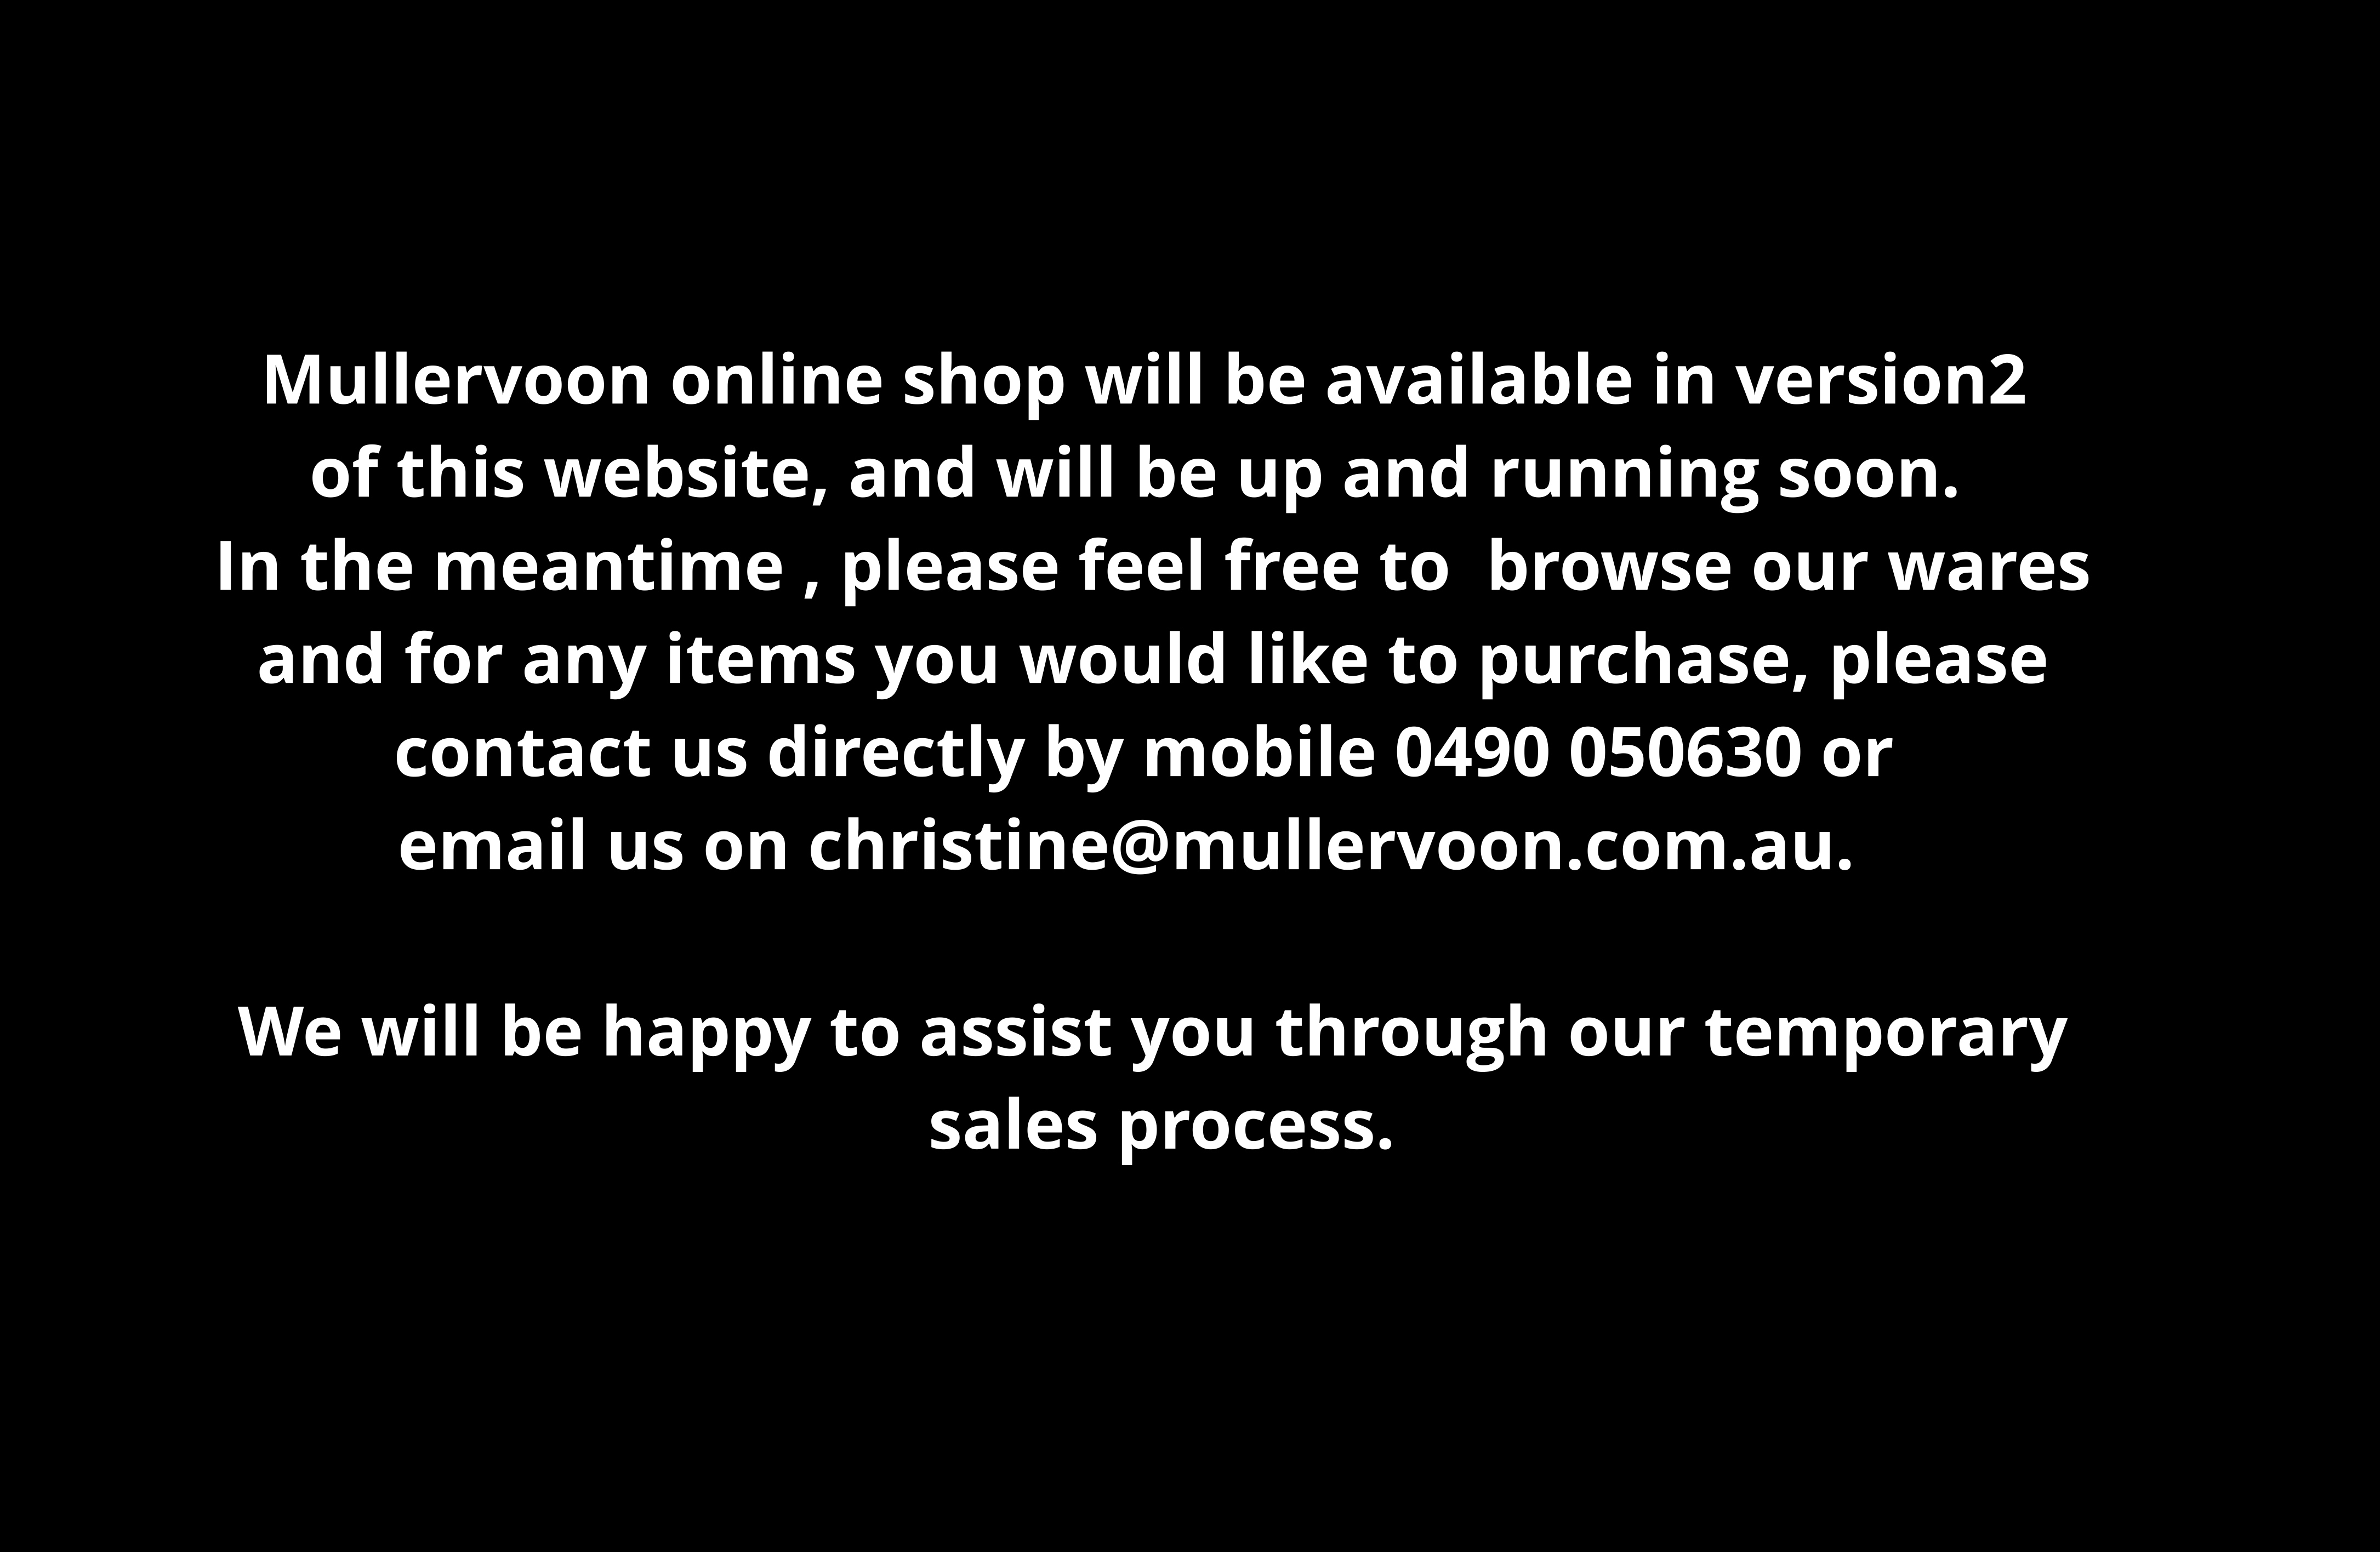 Mullervoon online shop will be available in version2
of this website, and will be up and running soon.
In the meantime , please feel free to  browse our wares
and for any items you would like to purchase, please
contact us directly by mobile 0490 050630 or
email us on christine@mullervoon.com.au.
We will be happy to assist you through our temporary
sales process.